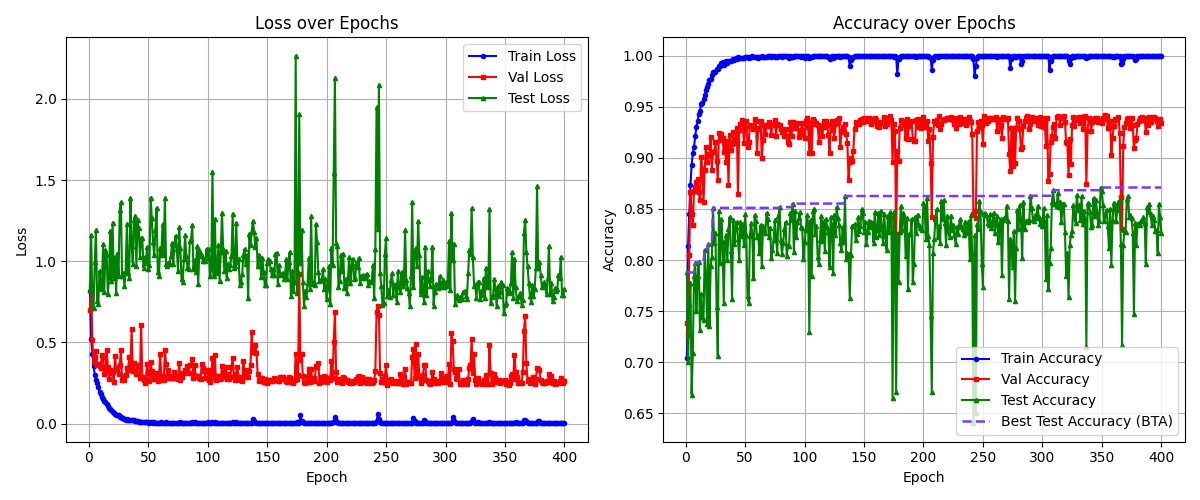 Loss over Epochs
Train Loss
Val Loss
Test Loss
2.0
1.5
1.0
0.5
0.0
Loss
0 50 100 150 200 250 300 350 400
Epoch
Accuracy over Epochs
1.00
0.95
0.90
0.85
0.80
0.75
0.70
0.65
Accuracy
Train Accuracy
Val Accuracy
Test Accuracy
Best Test Accuracy (BTA)
0 50 100 150 200 250 300 350 400
Epoch